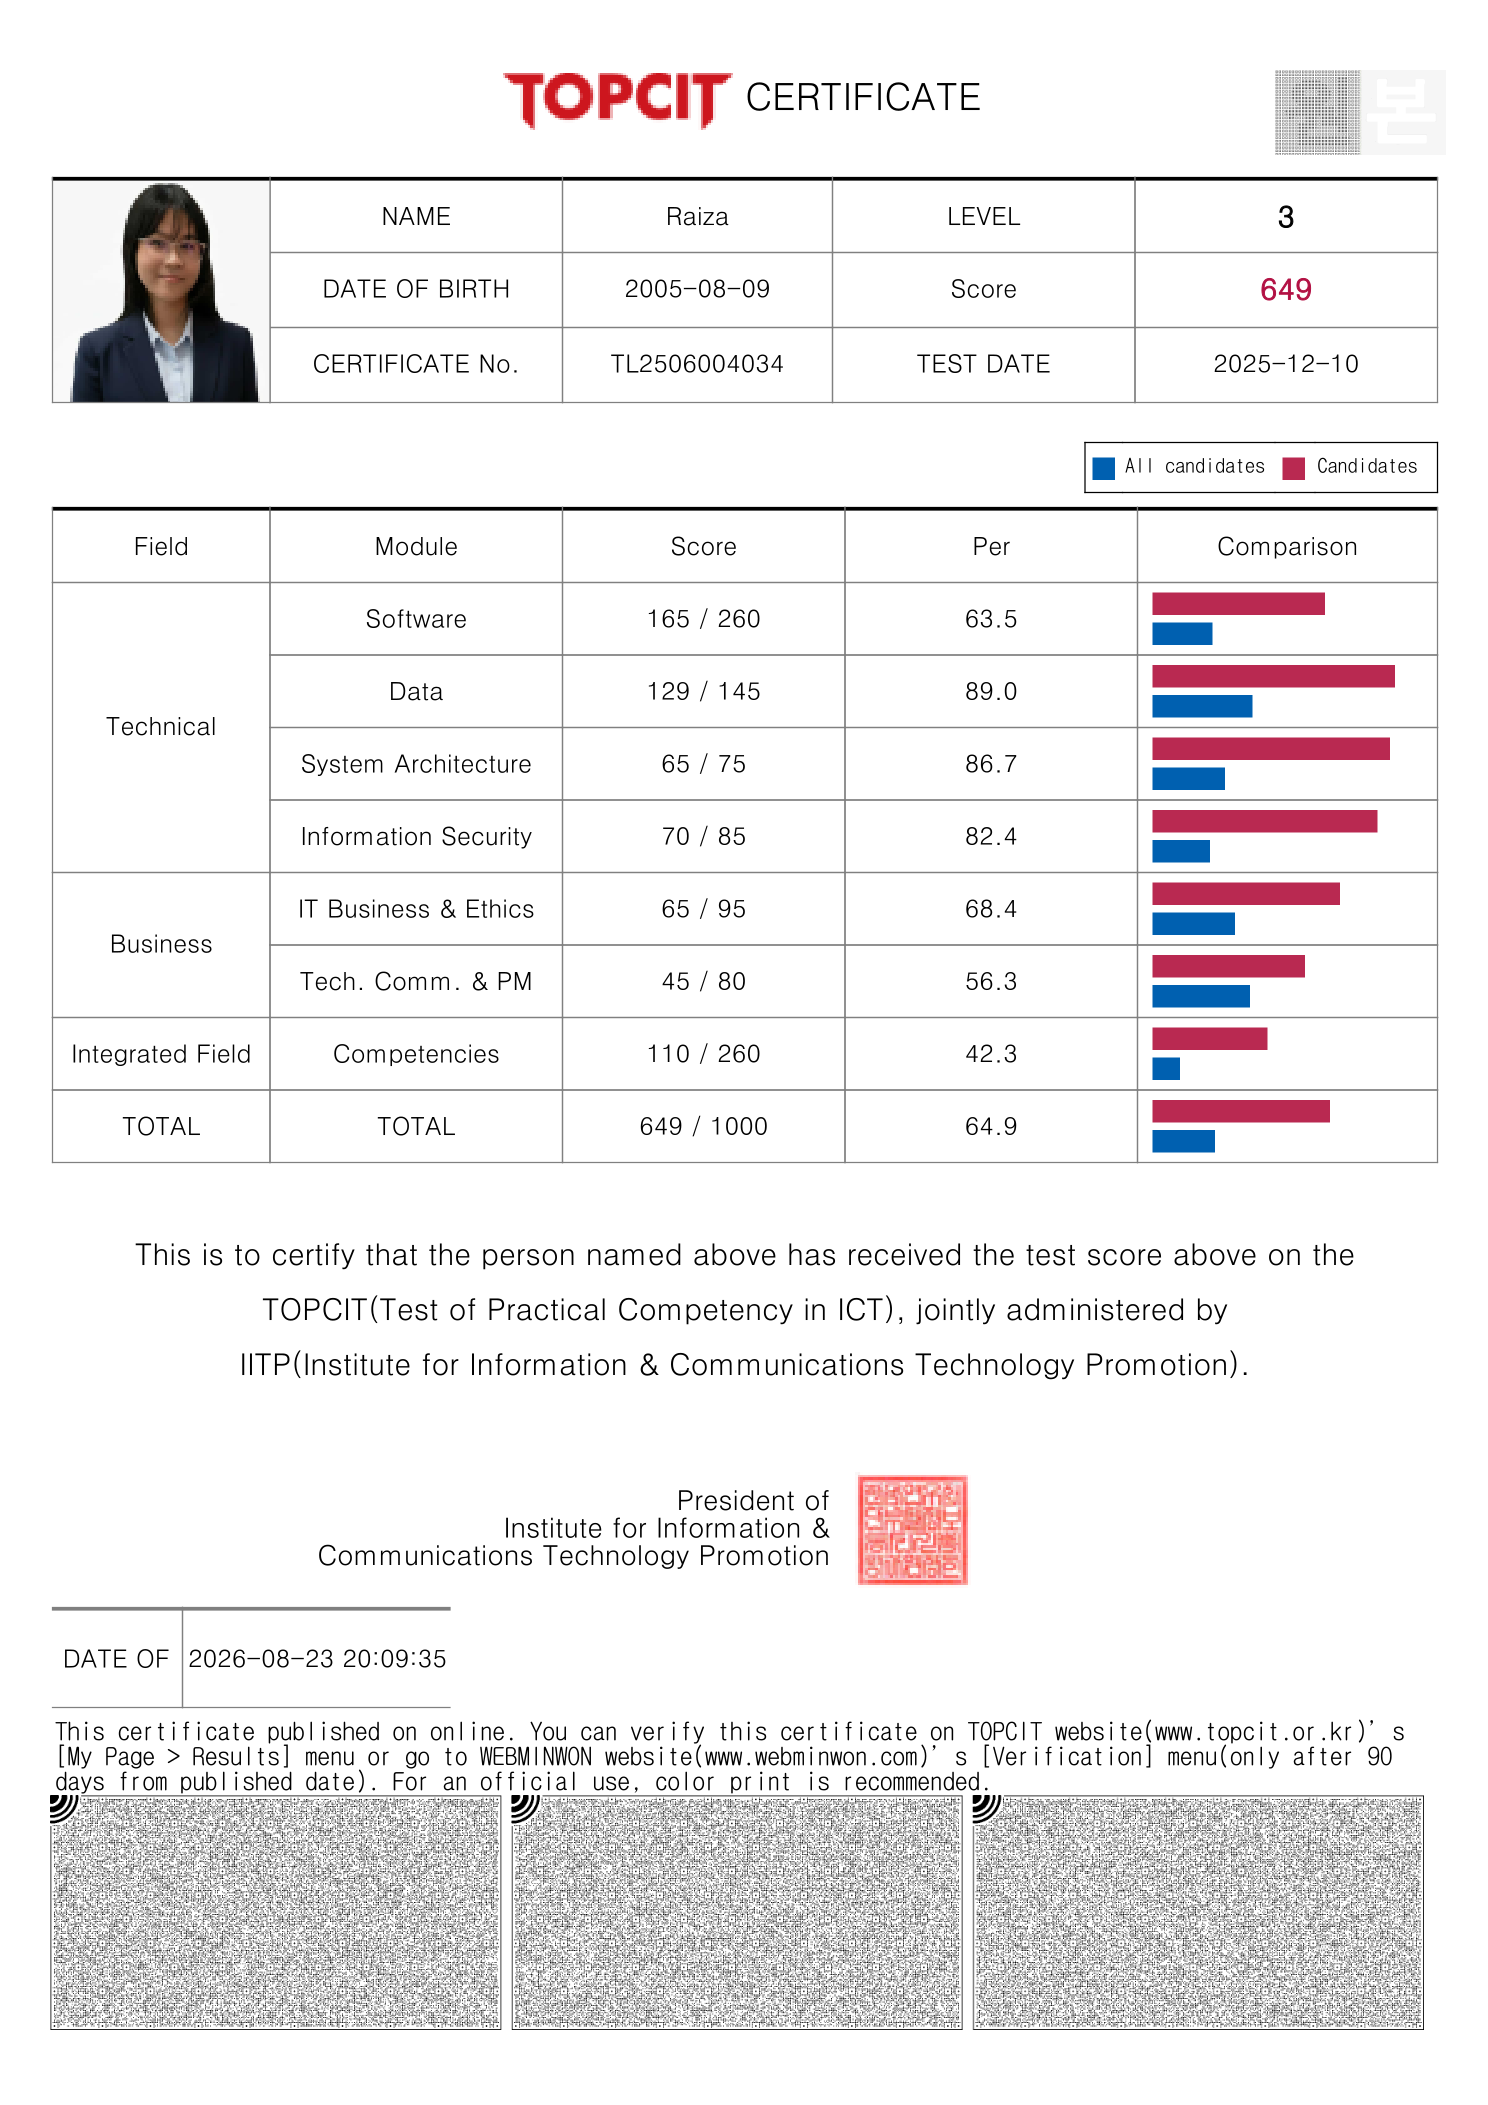 TOPCIT CERTIFICATE
본
NAME Raiza LEVEL 3
DATE OF BIRTH 2005-08-09 Score 649
CERTIFICATE No. TL2506004034 TEST DATE 2025-12-10
All candidates Candidates
Field Module Score Per Comparison
Technical
Software 165 / 260 63.5
Data 129 / 145 89.0
System Architecture 65 / 75 86.7
Information Security 70 / 85 82.4
Business
IT Business & Ethics 65 / 95 68.4
Tech. Comm. & PM 45 / 80 56.3
Integrated Field Competencies 110 / 260 42.3
TOTAL TOTAL 649 / 1000 64.9
This is to certify that the person named above has received the test score above on the
TOPCIT(Test of Practical Competency in ICT), jointly administered by
IITP(Institute for Information & Communications Technology Promotion).
President of
Institute for Information &
Communications Technology Promotion
DATE OF 2026-08-23 20:09:35
This certificate published on online. You can verify this certificate on TOPCIT website(www.topcit.or.kr)’s
[My Page > Results] menu or go to WEBMINWON website(www.webminwon.com)’s [Verification] menu(only after 90
days from published date). For an official use, color print is recommended.